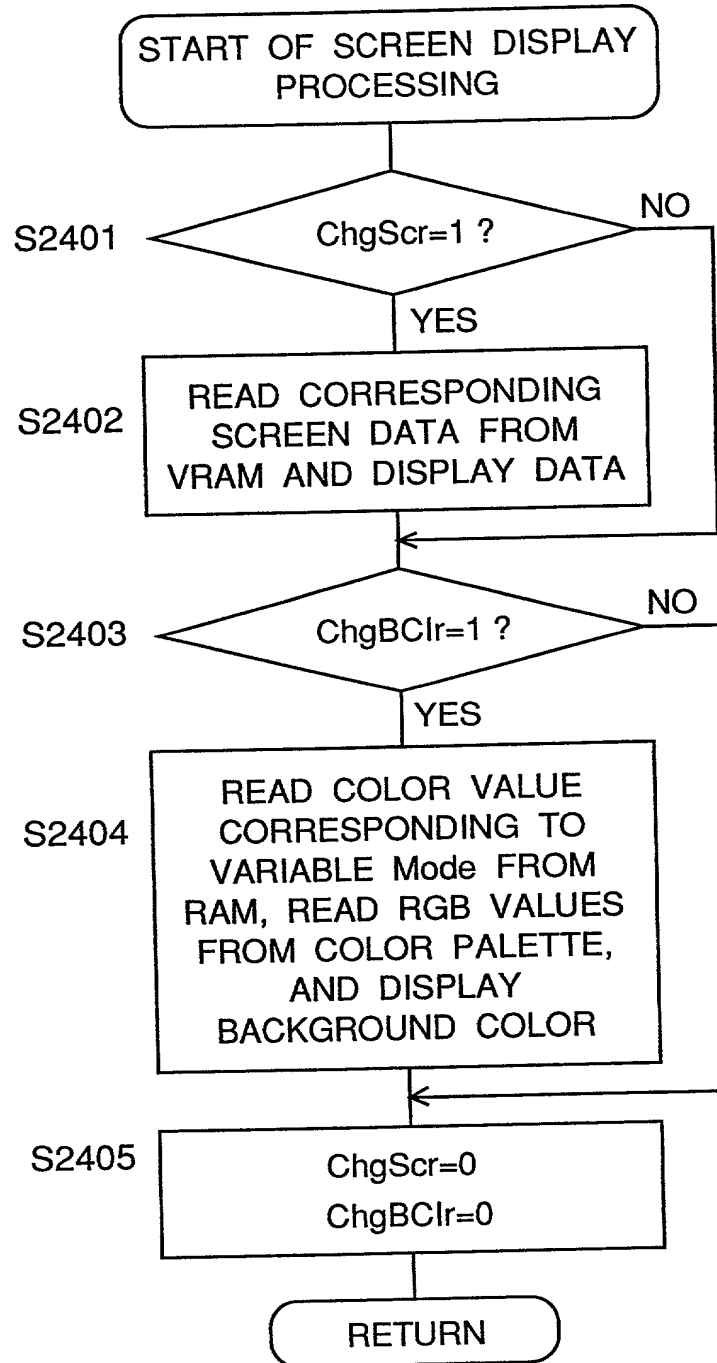 START OF SCREEN DISPLAY
PROCESSING
S2401
ChgScr=1 ?
NO
YES
S2402
READ CORRESPONDING
SCREEN DATA FROM
VRAM AND DISPLAY DATA
S2403
ChgBClr=1 ?
NO
YES
S2404
READ COLOR VALUE
CORRESPONDING TO
VARIABLE Mode FROM
RAM, READ RGB VALUES
FROM COLOR PALETTE,
AND DISPLAY
BACKGROUND COLOR
S2405
ChgScr=0
ChgBClr=0
RETURN